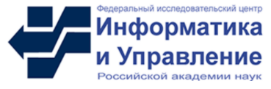 Федеральный исследовательский центр
Информатика
и Управление
Российской академии наук